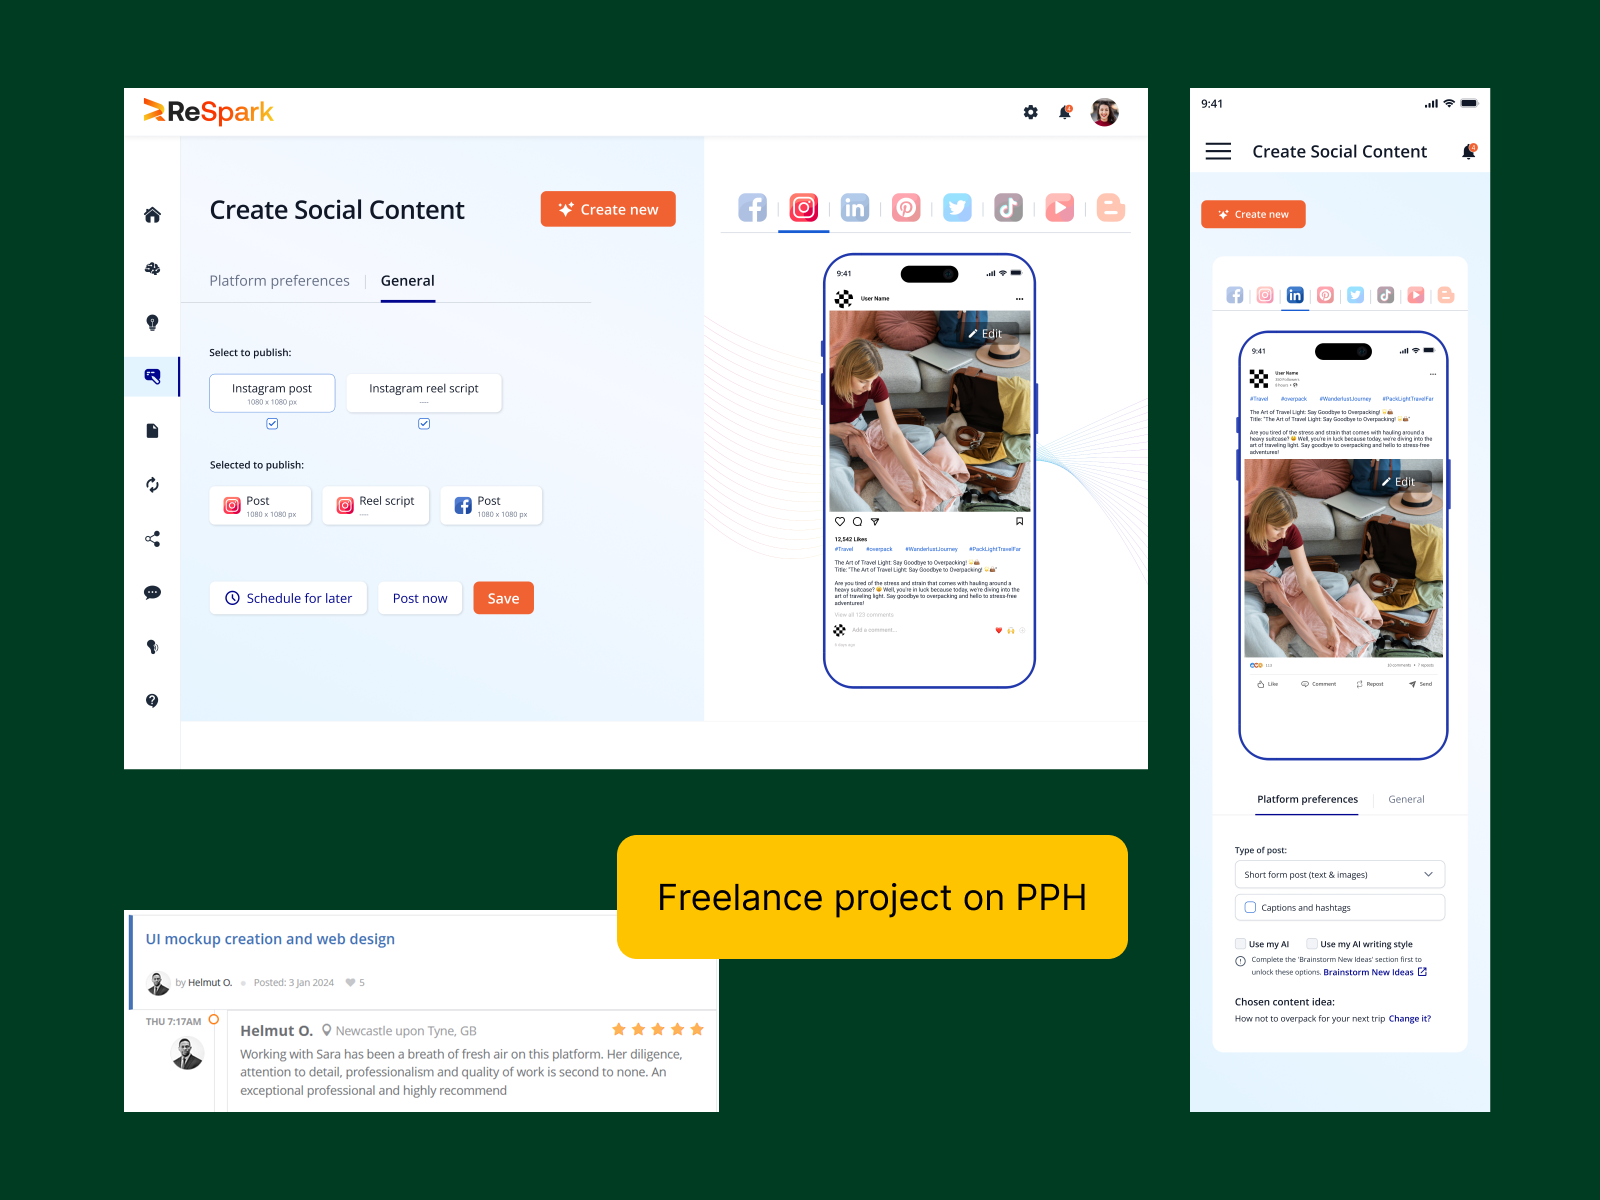 ReSpark
4
Create Social Content
Create new
Platform preferences
General
Select to publish:
Instagram post
1080 x 1080 px
Instagram reel script
---
Selected to publish:
Post
1080 x 1080 px
Reel script
---
Post
1080 x 1080 px
Schedule for later
Post now
Save
9:41
User Name
Edit
12,542 Likes
#Travel #overpack #WanderlustJourney #PackLightTravelFar
The Art of Travel Light: Say Goodbye to Overpacking!
Title: "The Art of Travel Light: Say Goodbye to Overpacking!"
Are you tired of the stress and strain that comes with hauling around a
heavy suitcase? Well, you're in luck because today, we're diving into the
art of traveling light. Say goodbye to overpacking and hello to stress-free
adventures!
View all 123 comments
Add a comment...
9:41
Create Social Content
4
Create new
9:41
User Name
Edit
#Travel #overpack #WanderlustJourney #PackLightTravelFar
The Art of Travel Light: Say Goodbye to Overpacking!
Title: "The Art of Travel Light: Say Goodbye to Overpacking!"
Are you tired of the stress and strain that comes with hauling around a
heavy suitcase? Well, you're in luck because today, we're diving into the
art of traveling light. Say goodbye to overpacking and hello to stress-free
adventures!
Like Comment Repost Send
Platform preferences
General
Type of post:
Short form post (text & images)
Captions and hashtags
Use my AI
Use my AI writing style
Complete the 'Brainstorm New Ideas' section first to
unlock these options. Brainstorm New Ideas
Chosen content idea:
How not to overpack for your next trip Change it?
Freelance project on PPH
UI mockup creation and web design
by Helmut O. Posted: 3 Jan 2024 5
THU 7:17AM
Helmut O. Newcastle upon Tyne, GB
Working with Sara has been a breath of fresh air on this platform. Her diligence,
attention to detail, professionalism and quality of work is second to none. An
exceptional professional and highly recommend